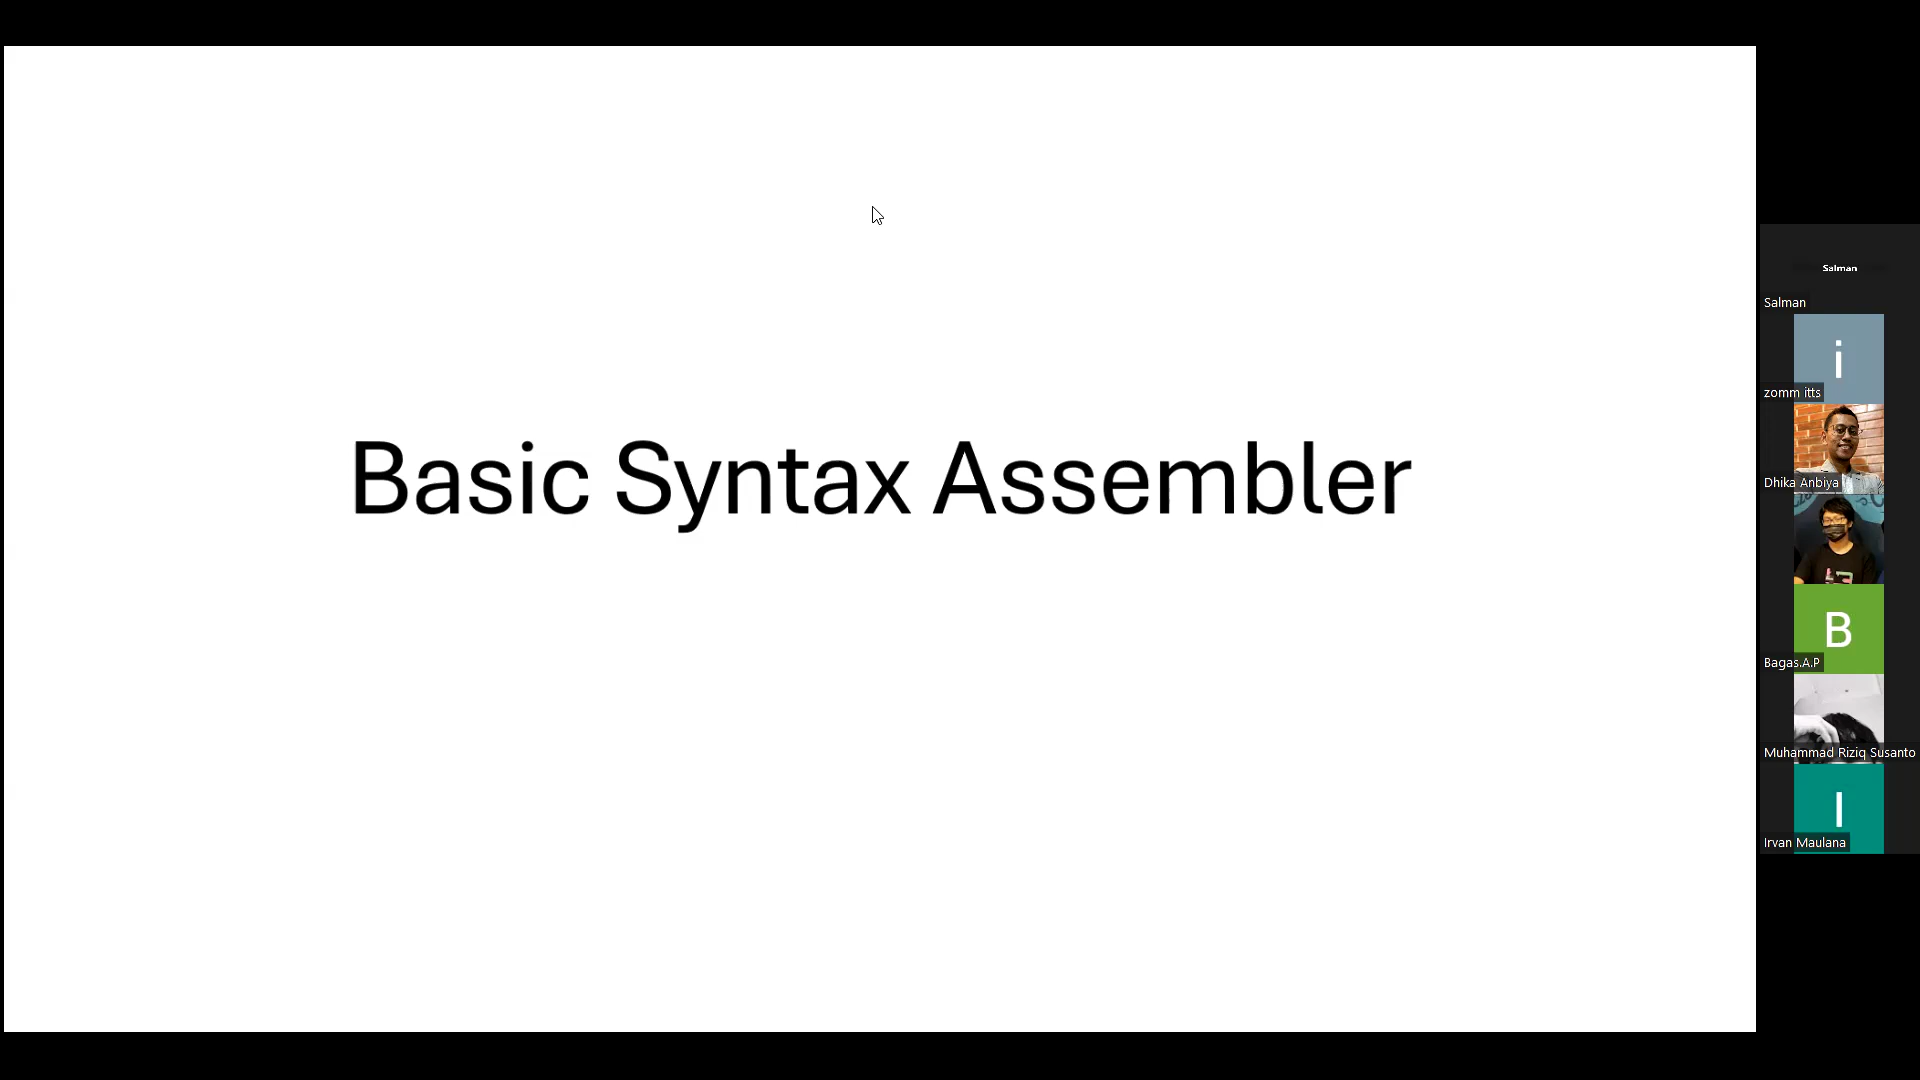 Basic Syntax Assembler
Salman
Salman
i
zomm itts
Dhika Anbiya
B
Bagas.A.P
Muhammad Riziq Susanto
I
Irvan Maulana